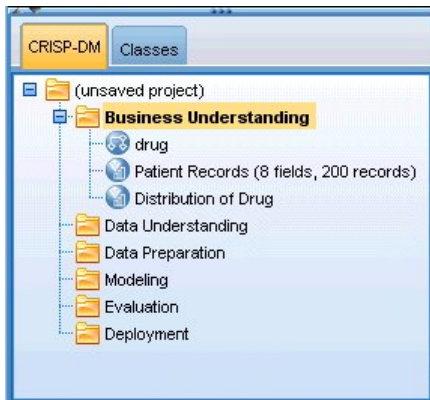 CRISP-DM Classes
(unsaved project)
Business Understanding
drug
Patient Records (8 fields, 200 records)
Distribution of Drug
Data Understanding
Data Preparation
Modeling
Evaluation
Deployment